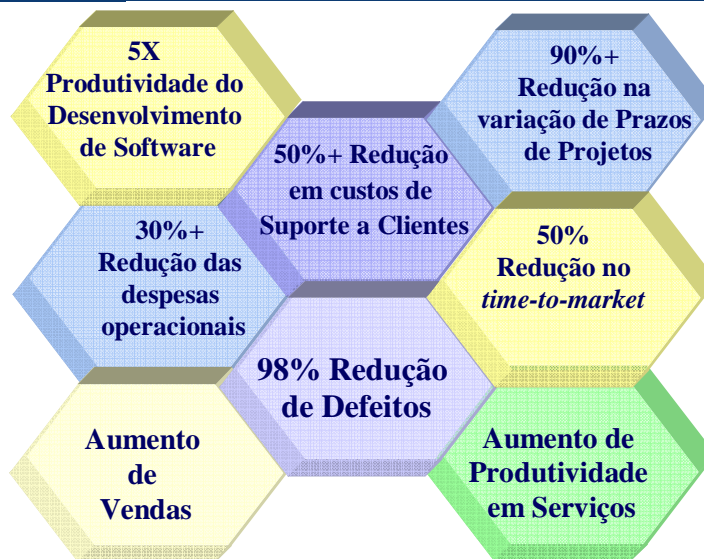 5X
Produtividade do
Desenvolvimento
de Software
90%+
Redução na
variação de Prazos
de Projetos
50%+ Redução
em custos de
Suporte a Clientes
30%+
Redução das
despesas
operacionais
50%
Redução no
time-to-market
98% Redução
de Defeitos
Aumento
de
Vendas
Aumento de
Produtividade
em Serviços